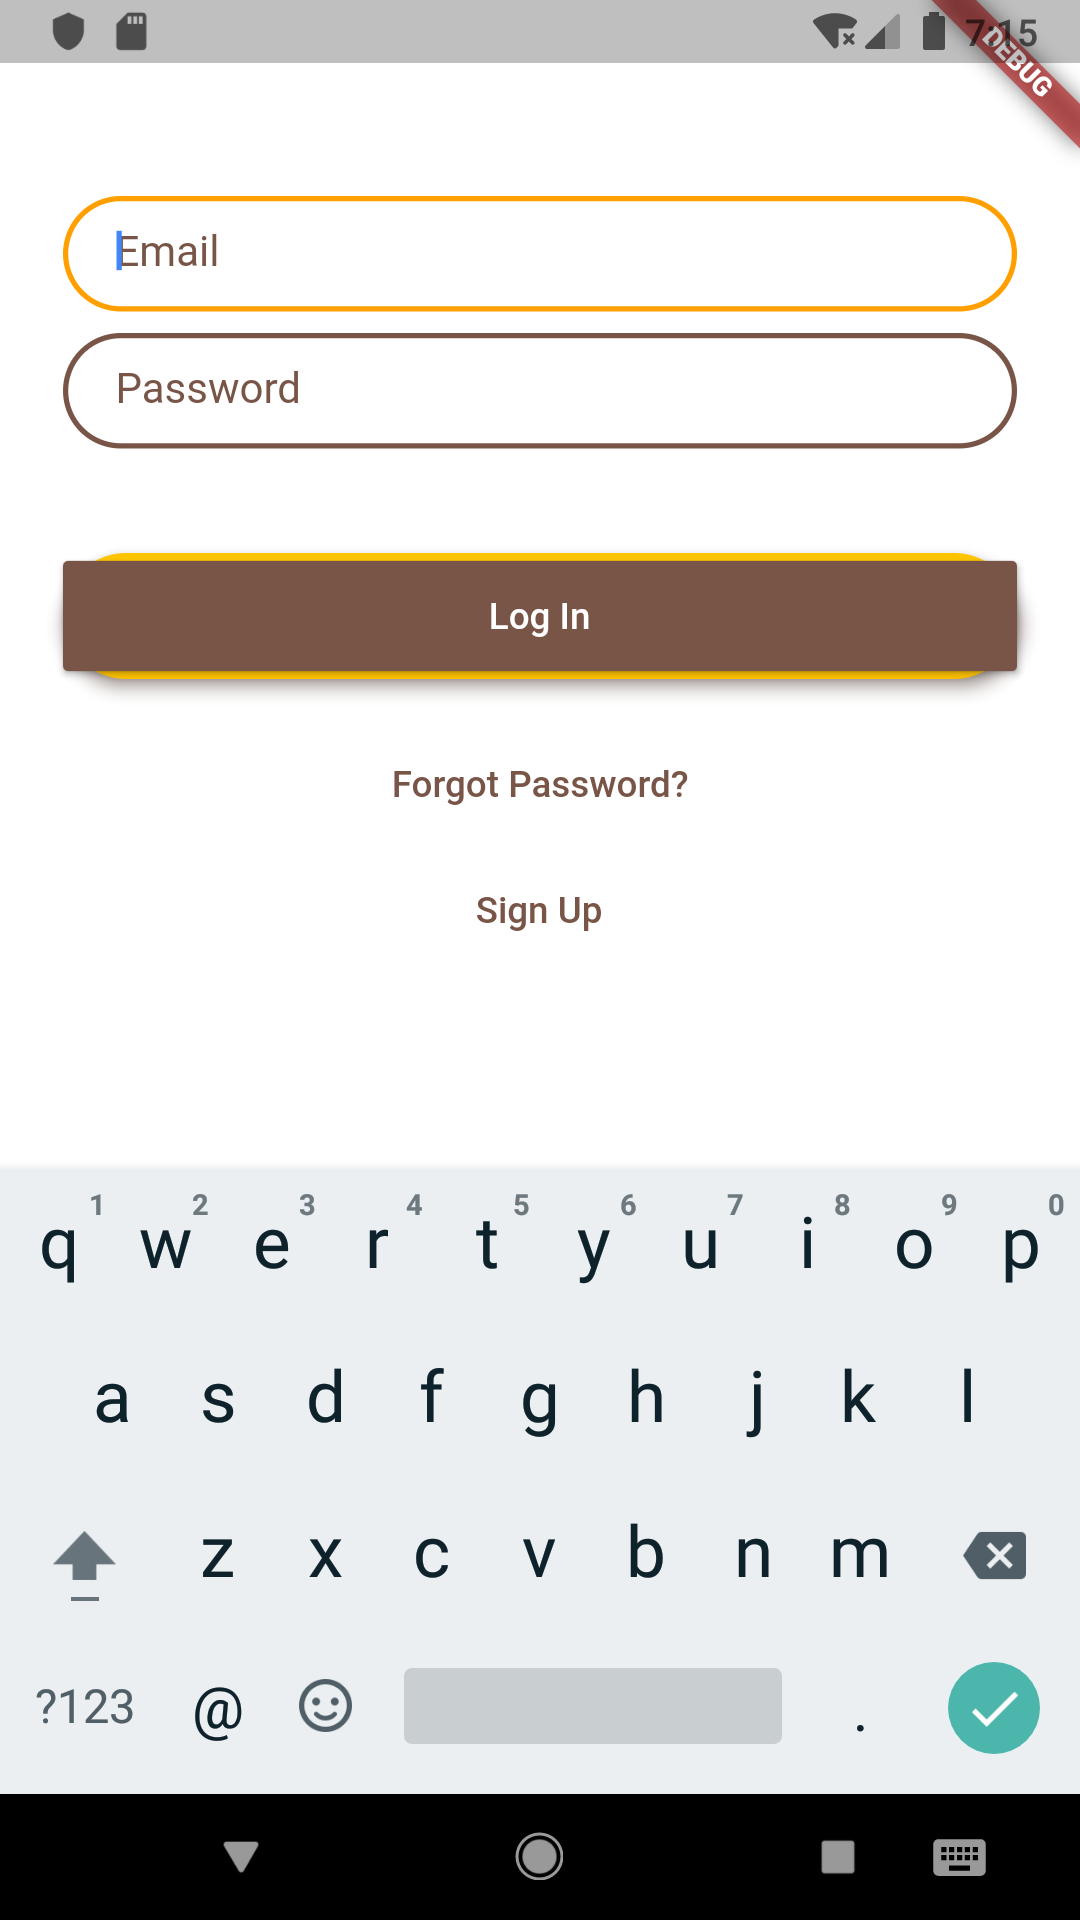 7:15
DEBUG
Email
Password
Log In
Forgot Password?
Sign Up
1 2 3 4 5 6 7 8 9 0
q w e r t y u i o p
a s d f g h j k l
z x c v b n m
?123 @ .